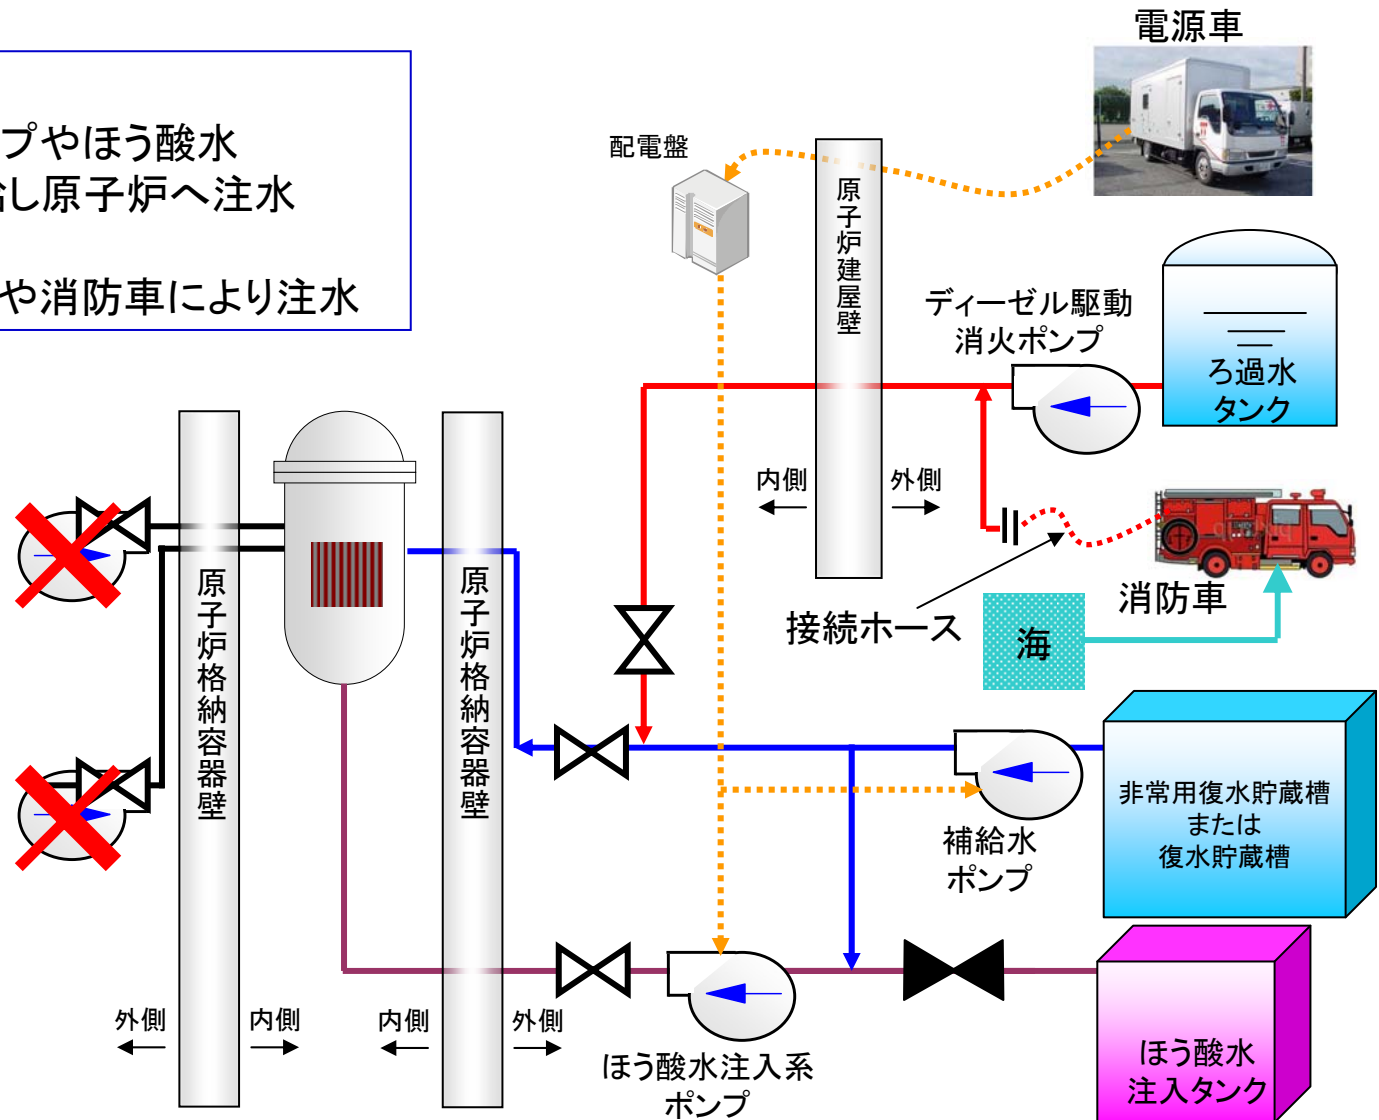 電源車
プやほう酸水
し原子炉へ注水
や消防車により注水
配電盤
原子炉建屋壁
ディーゼル駆動
消火ポンプ
ろ過水
タンク
内側
外側
消防車
接続ホース
海
原子炉格納容器壁
原子炉格納容器壁
非常用復水貯蔵槽
または
復水貯蔵槽
補給水
ポンプ
外側
内側
内側
外側
ほう酸水注入系
ポンプ
ほう酸水
注入タンク